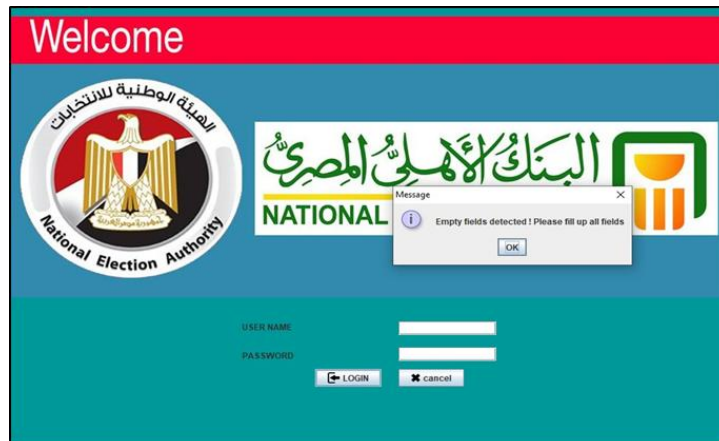 Welcome
الهيئة الوطنية للانتخابات
National Election Authority
البنك الأهلي المصري
NATIONAL
Message
Empty fields detected ! Please fill up all fields
OK
USER NAME
PASSWORD
LOGIN
cancel